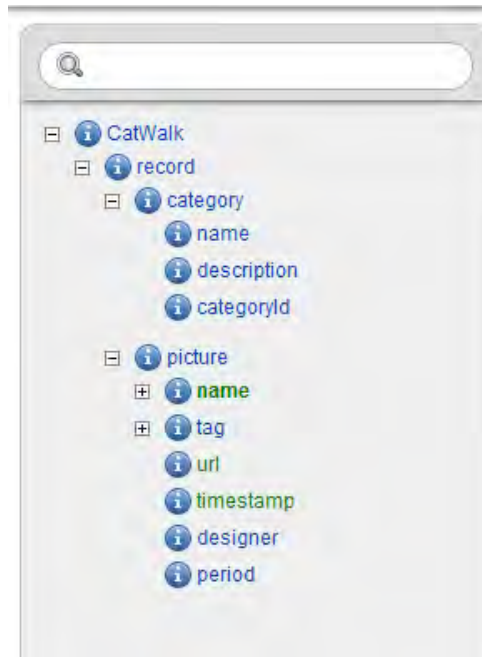 CatWalk
record
category
name
description
categoryId
picture
name
tag
url
timestamp
designer
period